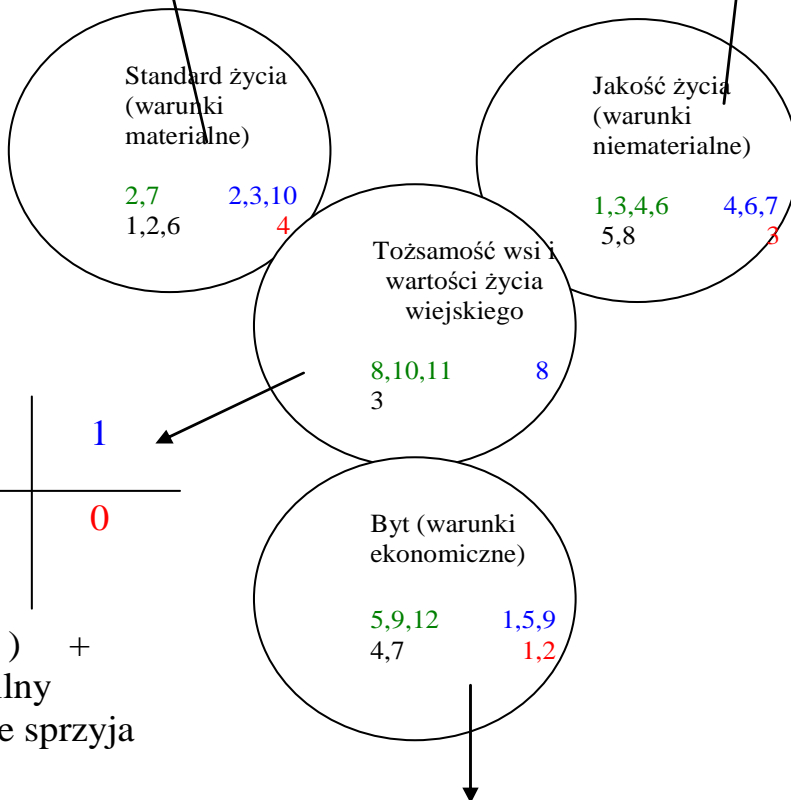 Standard życia
(warunki
materialne)
2,7 2,3,10
1,2,6 4
Jakość życia
(warunki
niematerialne)
1,3,4,6 4,6,7
5,8 3
Tożsamość wsi i
wartości życia
wiejskiego
8,10,11 8
3
1
0
Byt (warunki
ekonomiczne)
5,9,12 1,5,9
4,7 1,2
) +
lny
e sprzyja